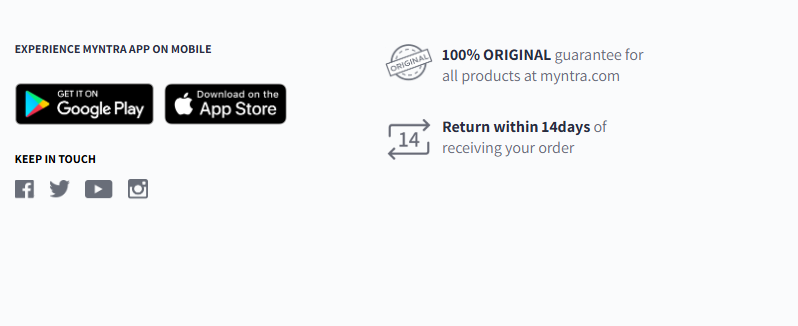 EXPERIENCE MYNTRA APP ON MOBILE
GET IT ON
Google Play
Download on the
App Store
KEEP IN TOUCH
ORIGINAL
100% ORIGINAL guarantee for
all products at myntra.com
14
Return within 14days of
receiving your order